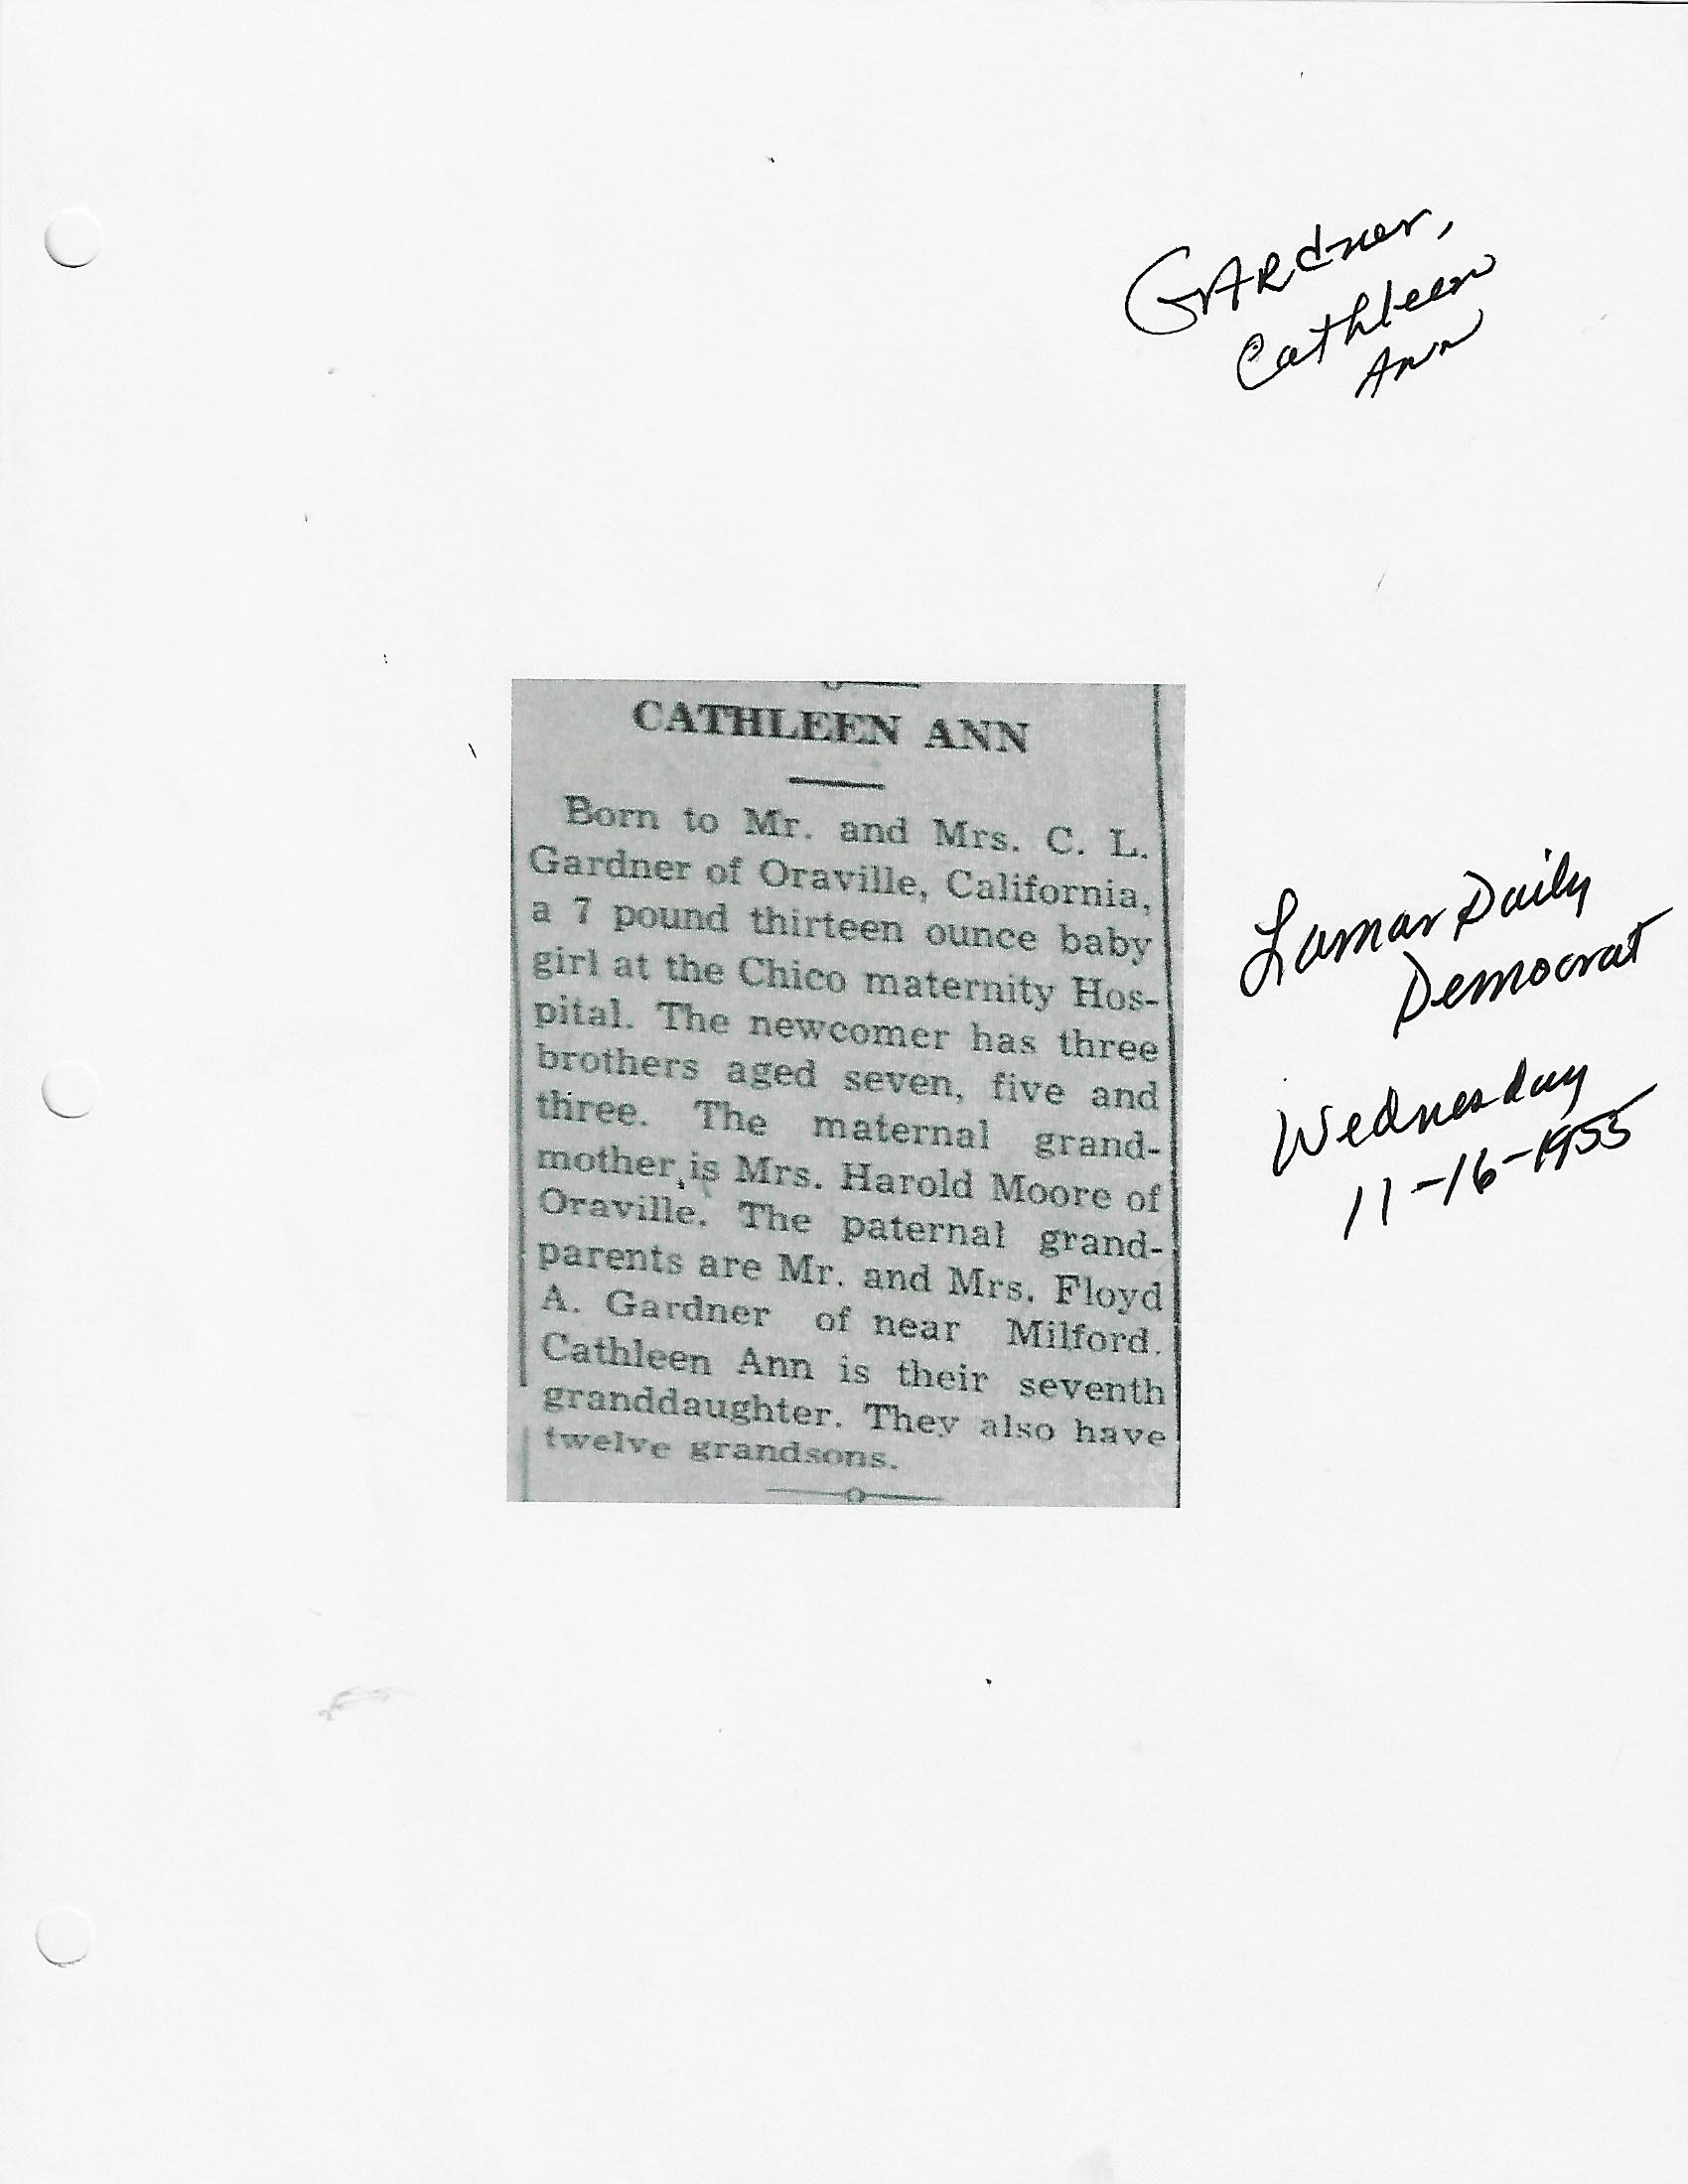 GARdner,
Cathleen
Ann
CATHLEEN ANN
Born to Mr. and Mrs. C. L.
Gardner of Oraville, California,
a 7 pound thirteen ounce baby
girl at the Chico maternity Hos-
pital. The newcomer has three
brothers aged seven, five and
three. The maternal grand-
mother is Mrs. Harold Moore of
Oraville. The paternal grand-
parents are Mr. and Mrs. Floyd
A. Gardner of near Milford.
Cathleen Ann is their seventh
granddaughter. They also have
twelve grandsons.
Lamar Daily
Democrat
Wednesday
11-16-1955